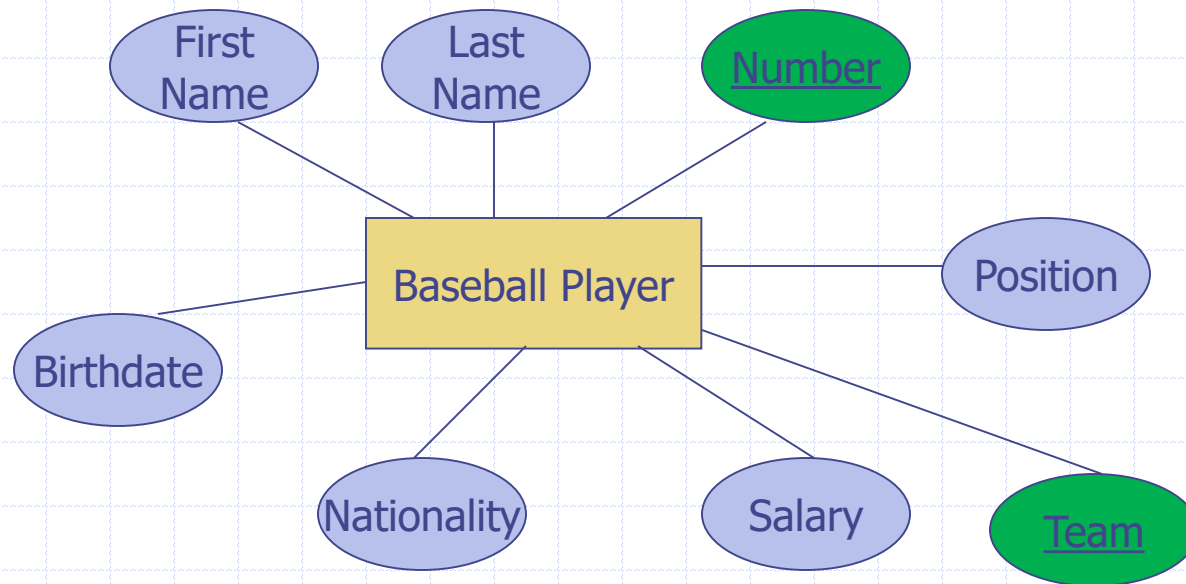 First
Name
Last
Name
Number
Baseball Player
Position
Birthdate
Nationality
Salary
Team